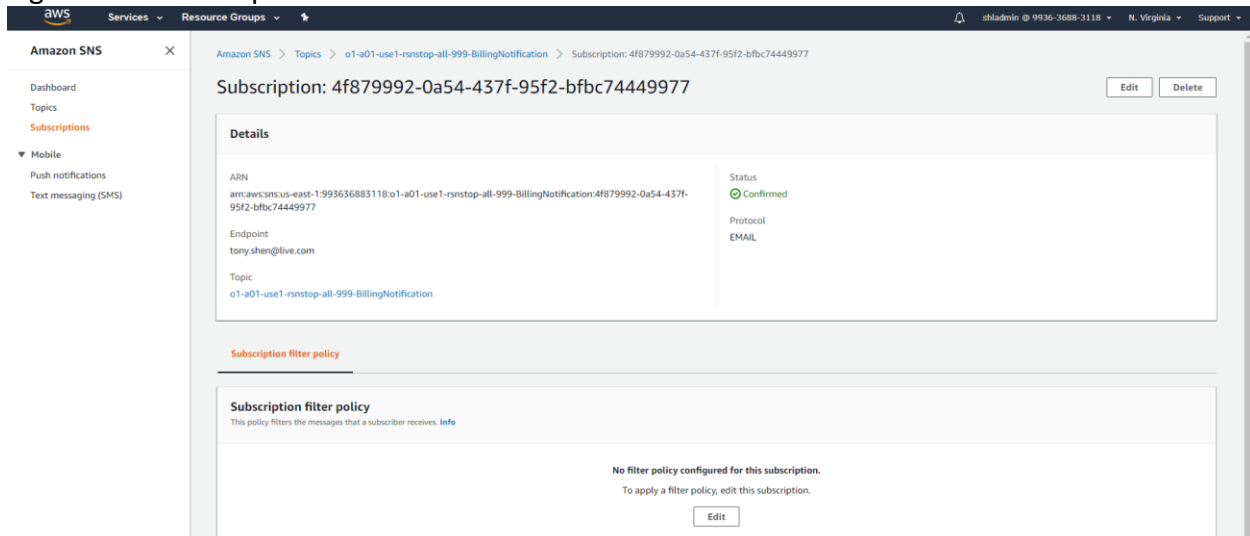 aws Services Resource Groups shladmin @ 9936-3688-3118 N. Virginia Support
Amazon SNS
Dashboard
Topics
Subscriptions
Mobile
Push notifications
Text messaging (SMS)
Amazon SNS > Topics > o1-a01-use1-rsnstop-all-999-BillingNotification > Subscription: 4f879992-0a54-437f-95f2-bfbc74449977
Subscription: 4f879992-0a54-437f-95f2-bfbc74449977
Edit Delete
Details
ARN
arn:aws:sns:us-east-1:993636883118:o1-a01-use1-rsnstop-all-999-BillingNotification:4f879992-0a54-437f-
95f2-bfbc74449977
Endpoint
tony.shen@live.com
Topic
o1-a01-use1-rsnstop-all-999-BillingNotification
Status
Confirmed
Protocol
EMAIL
Subscription filter policy
Subscription filter policy
This policy filters the messages that a subscriber receives. Info
No filter policy configured for this subscription.
To apply a filter policy, edit this subscription.
Edit